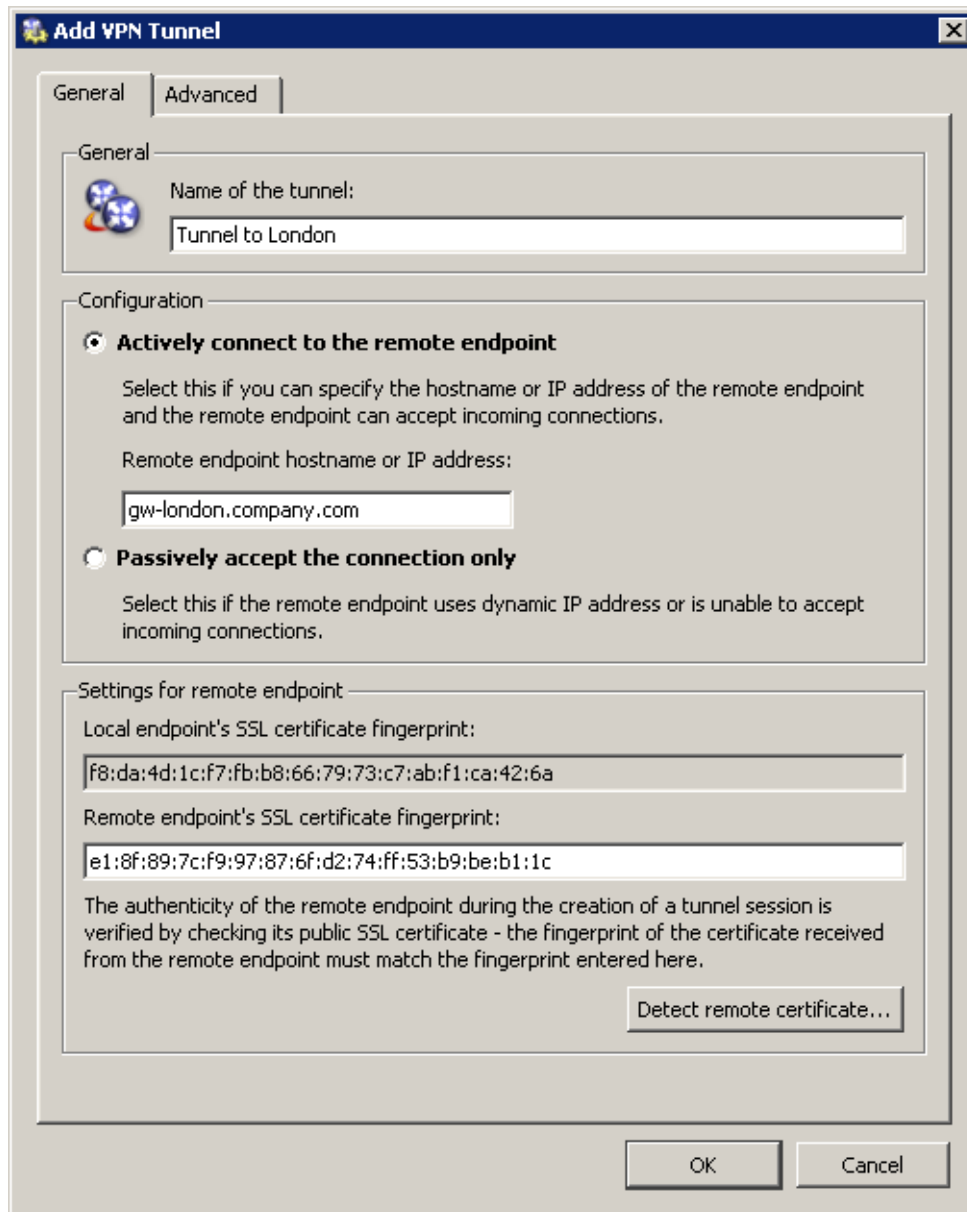 Add VPN Tunnel
General
Advanced
General
Name of the tunnel:
Tunnel to London
Configuration
Actively connect to the remote endpoint
Select this if you can specify the hostname or IP address of the remote endpoint
and the remote endpoint can accept incoming connections.
Remote endpoint hostname or IP address:
gw-london.company.com
Passively accept the connection only
Select this if the remote endpoint uses dynamic IP address or is unable to accept
incoming connections.
Settings for remote endpoint
Local endpoint's SSL certificate fingerprint:
f8:da:4d:1c:f7:fb:b8:66:79:73:c7:ab:f1:ca:42:6a
Remote endpoint's SSL certificate fingerprint:
e1:8f:89:7c:f9:97:87:6f:d2:74:ff:53:b9:be:b1:1c
The authenticity of the remote endpoint during the creation of a tunnel session is
verified by checking its public SSL certificate - the fingerprint of the certificate received
from the remote endpoint must match the fingerprint entered here.
Detect remote certificate...
OK
Cancel